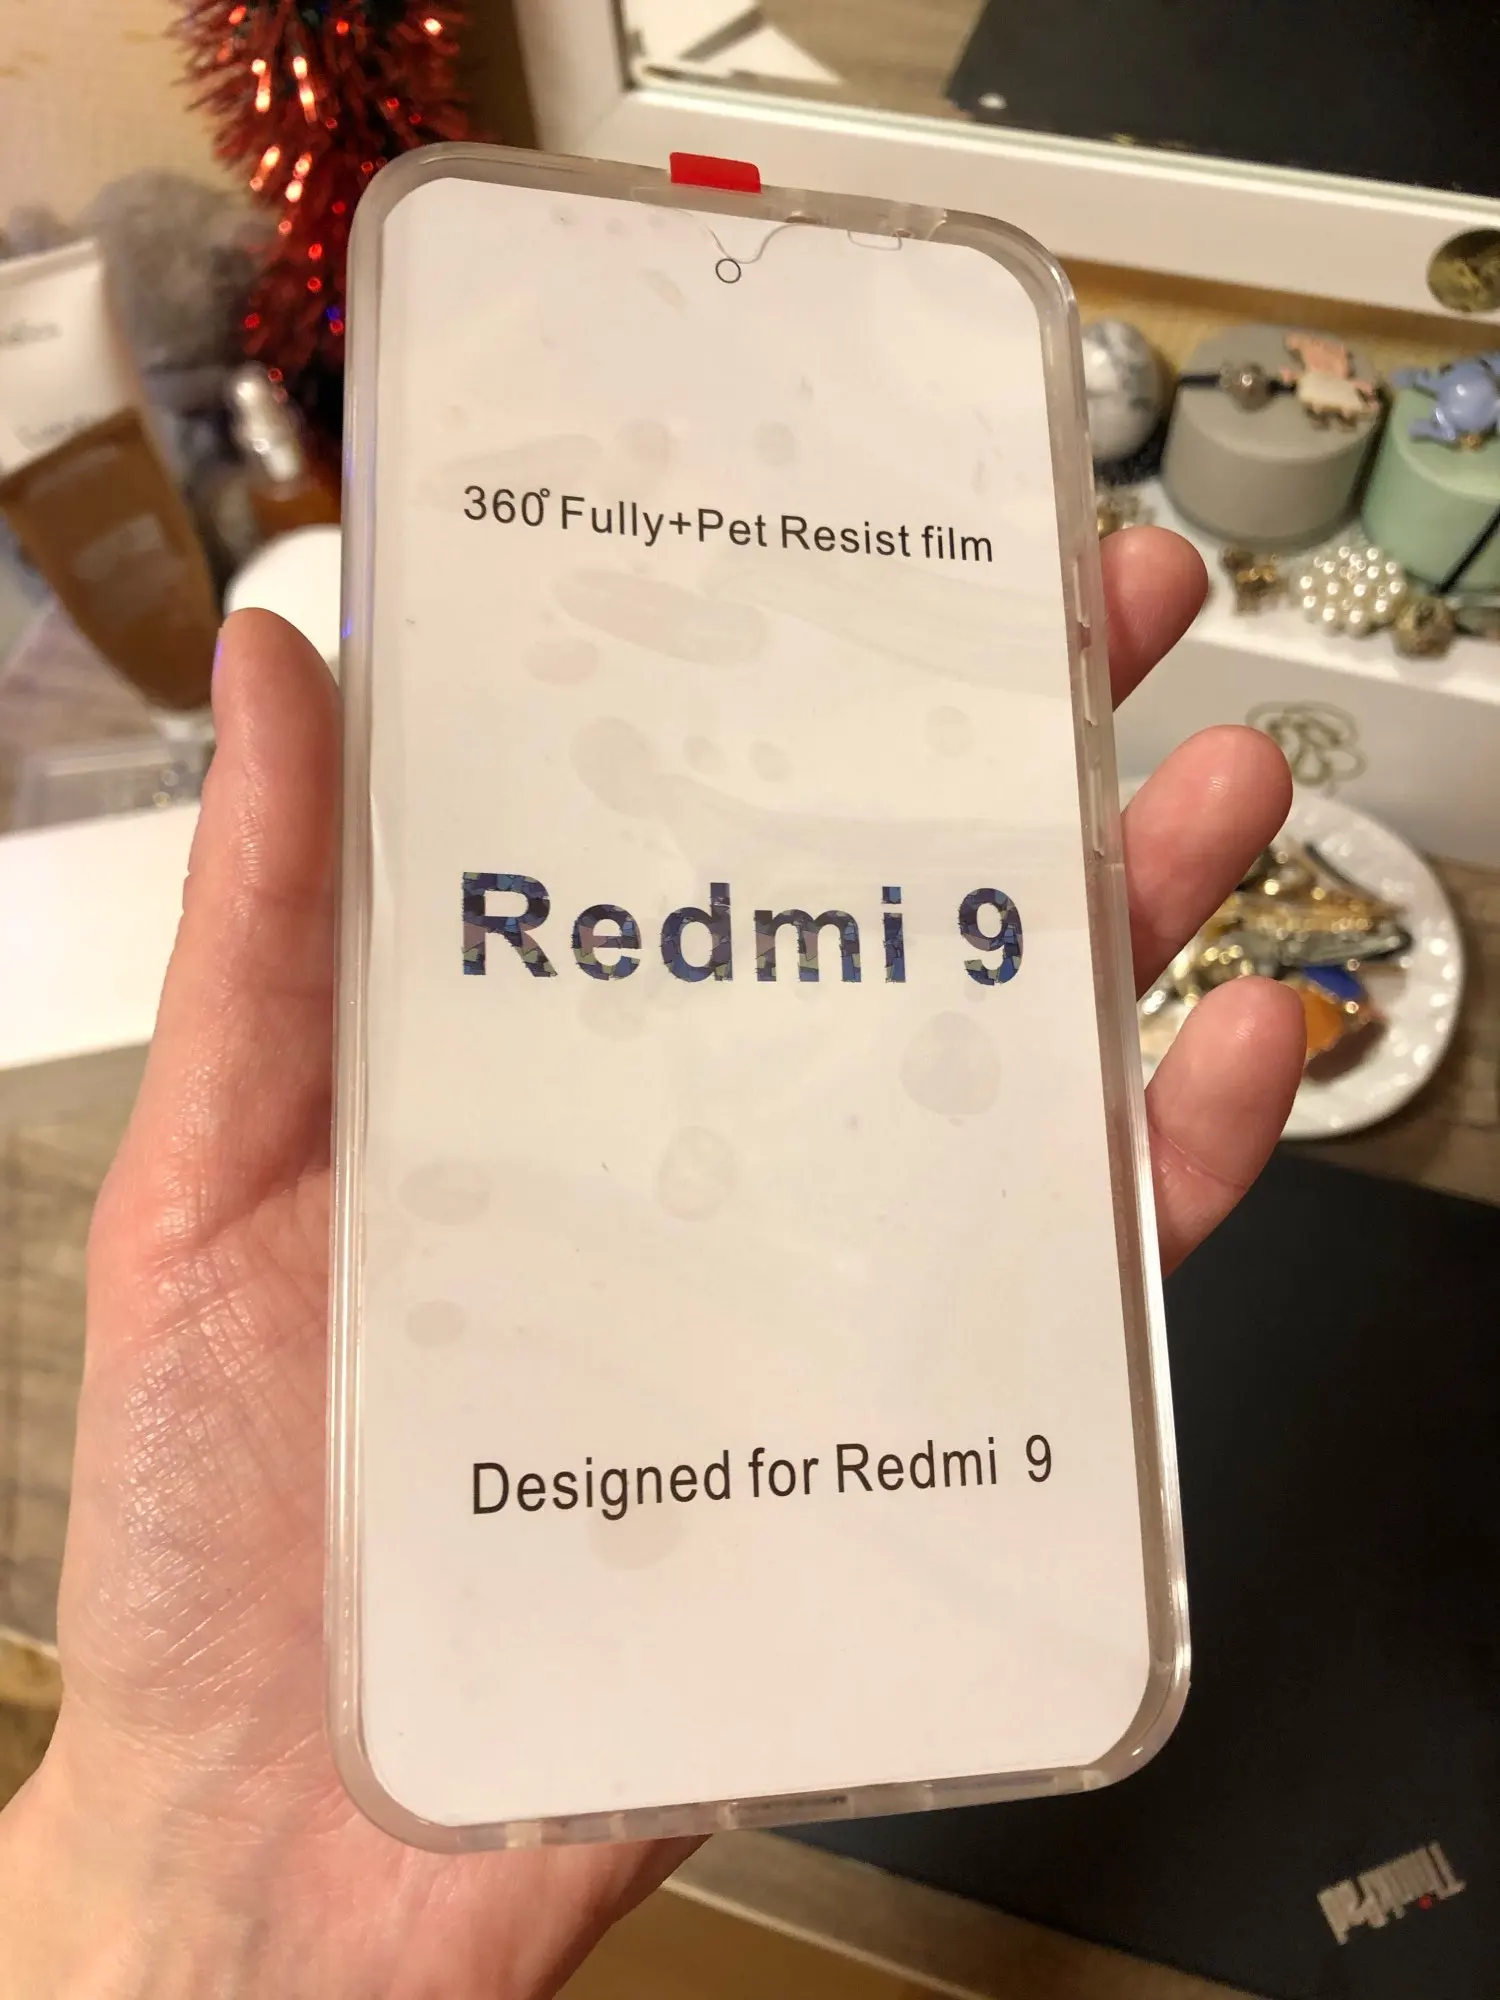 360° Fully+Pet Resist film
Redmi 9
Designed for Redmi 9
ThinkPad